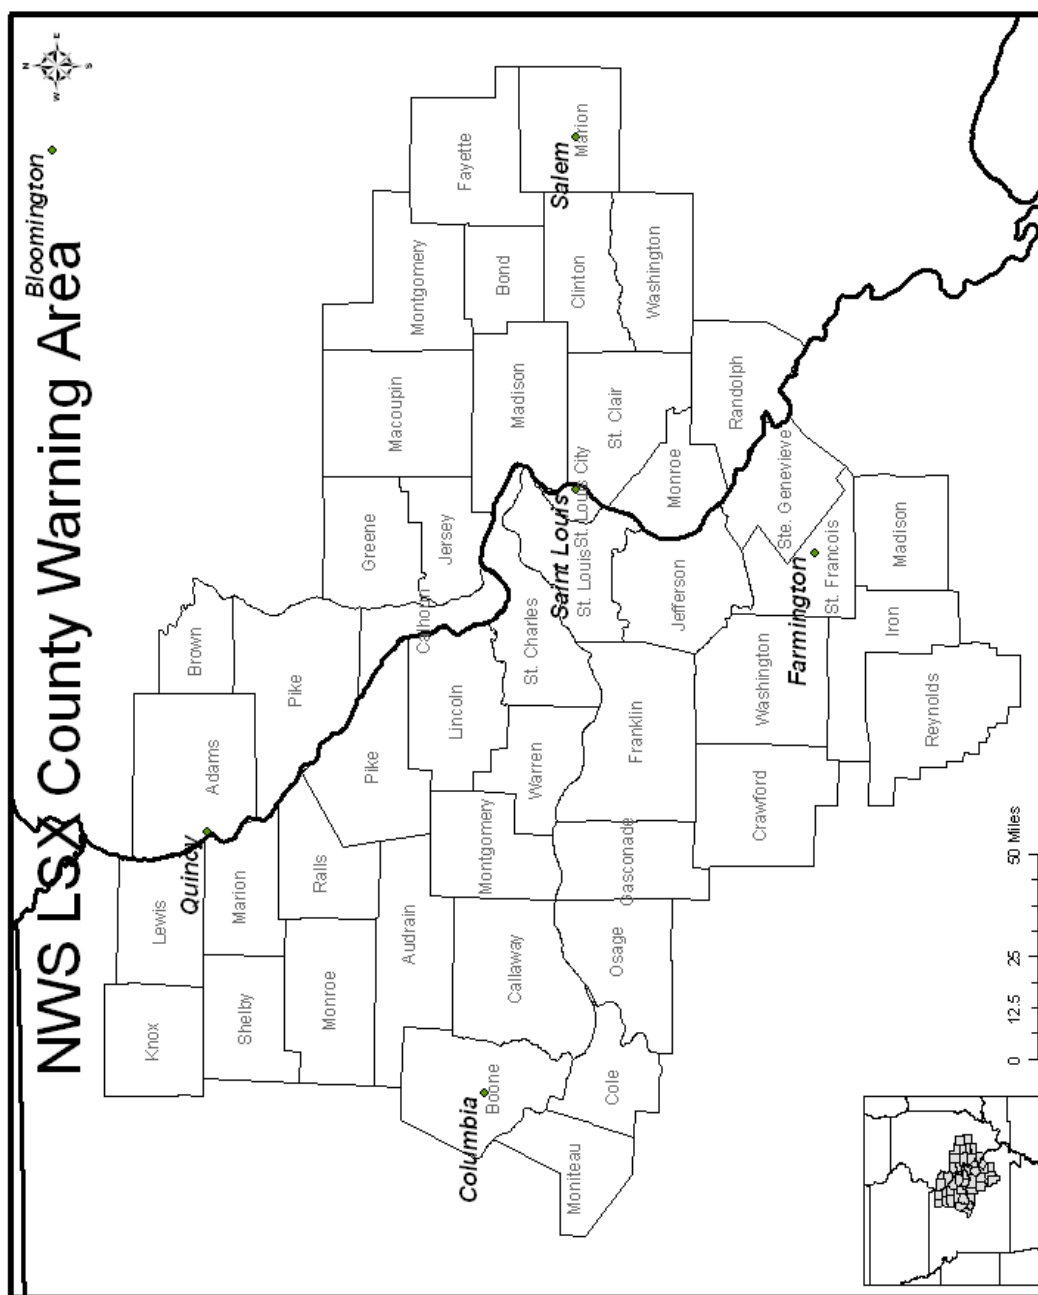 NWS LSX County Warning Area
Bloomington
N
E
S
W
Knox
Lewis
Adams
Brown
Quincy
Shelby
Marion
Pike
Monroe
Ralls
Pike
Greene
Macoupin
Montgomery
Fayette
Audrain
Calhoun
Jersey
Boone
Columbia
Callaway
Montgomery
Lincoln
Warren
St. Charles
Madison
Bond
Salem
Marion
Clinton
Moniteau
Cole
Osage
Gasconade
Franklin
Saint Louis
St. Louis
St. Louis City
St. Clair
Washington
Jefferson
Monroe
Randolph
Crawford
Washington
Farmington
St. Francois
Ste. Genevieve
Reynolds
Iron
Madison
0 12.5 25 50 Miles